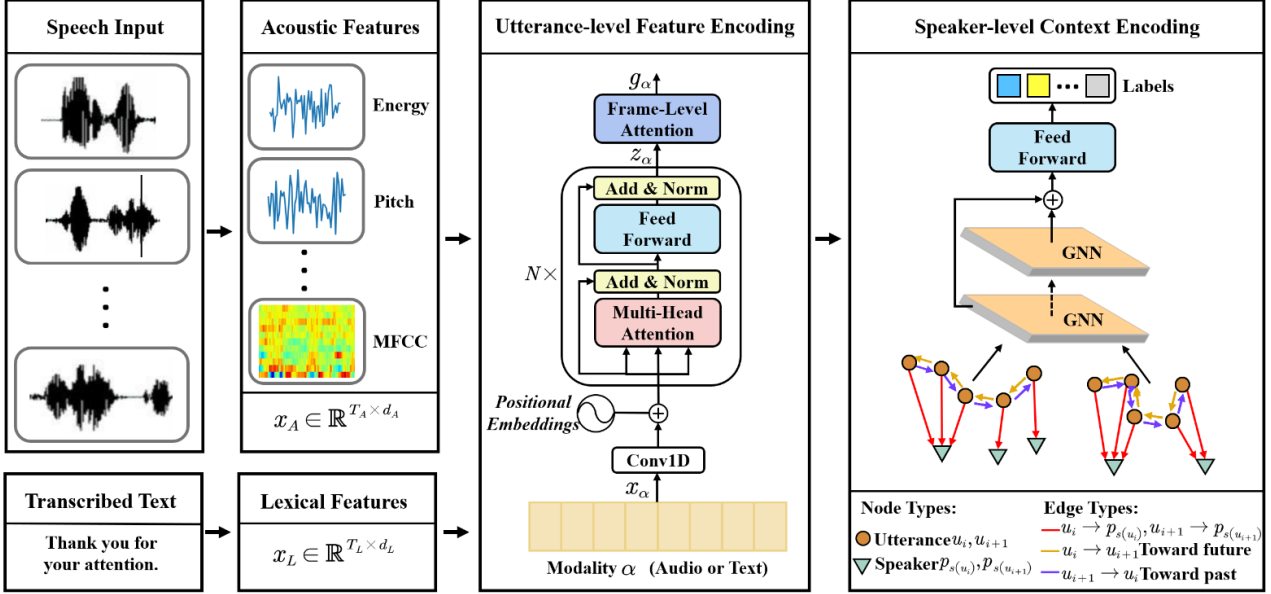 Speech Input
Acoustic Features
Energy
Pitch
MFCC
x_A ∈ ℝ^{T_A×d_A}
Transcribed Text
Thank you for
your attention.
Lexical Features
x_L ∈ ℝ^{T_L×d_L}
Utterance-level Feature Encoding
g_α
Frame-Level
Attention
z_α
Add & Norm
Feed
Forward
N×
Add & Norm
Multi-Head
Attention
Positional
Embeddings
Conv1D
x_α
Modality α (Audio or Text)
Speaker-level Context Encoding
Labels
Feed
Forward
GNN
GNN
Node Types:
Utterance u_i, u_{i+1}
Speaker p_{s(u_i)}, p_{s(u_{i+1})}
Edge Types:
u_i → p_{s(u_i)}, u_{i+1} → p_{s(u_{i+1})}
u_i → u_{i+1} Toward future
u_{i+1} → u_i Toward past